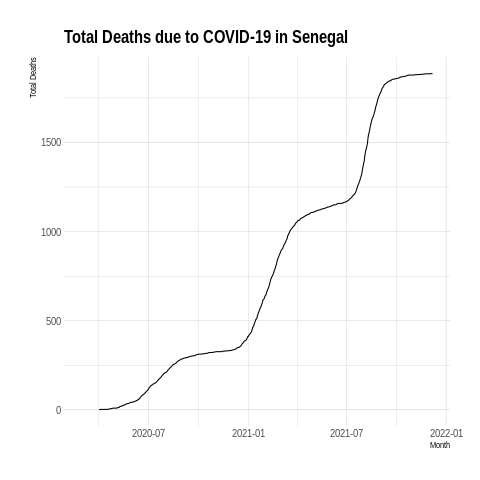 Total Deaths due to COVID-19 in Senegal
Total Deaths
1500
1000
500
0
2020-07
2021-01
2021-07
2022-01
Month